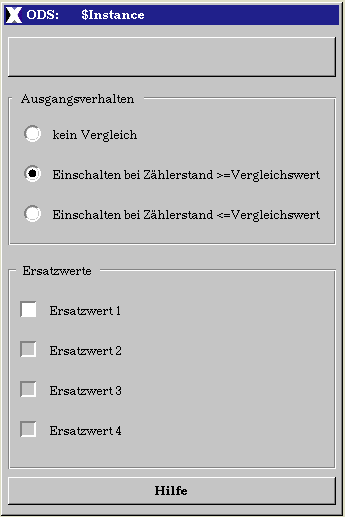 ODS: $Instance
Ausgangsverhalten
kein Vergleich
Einschalten bei Zählerstand >=Vergleichswert
Einschalten bei Zählerstand <=Vergleichswert
Ersatzwerte
Ersatzwert 1
Ersatzwert 2
Ersatzwert 3
Ersatzwert 4
Hilfe